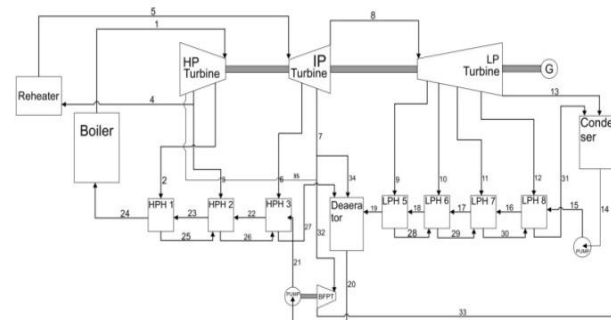 5
8
1
HP
Turbine
IP
Turbine
LP
Turbine
G
13
Reheater
4
Conde
ser
Boiler
7
2
3
6
34
9
10
11
12
31
HPH 1
HPH 2
HPH 3
Deaera
tor
LPH 5
LPH 6
LPH 7
LPH 8
24
23
22
27
19
18
17
16
15
14
25
26
32
28
29
30
PUMP
21
20
PUMP
BFPT
33